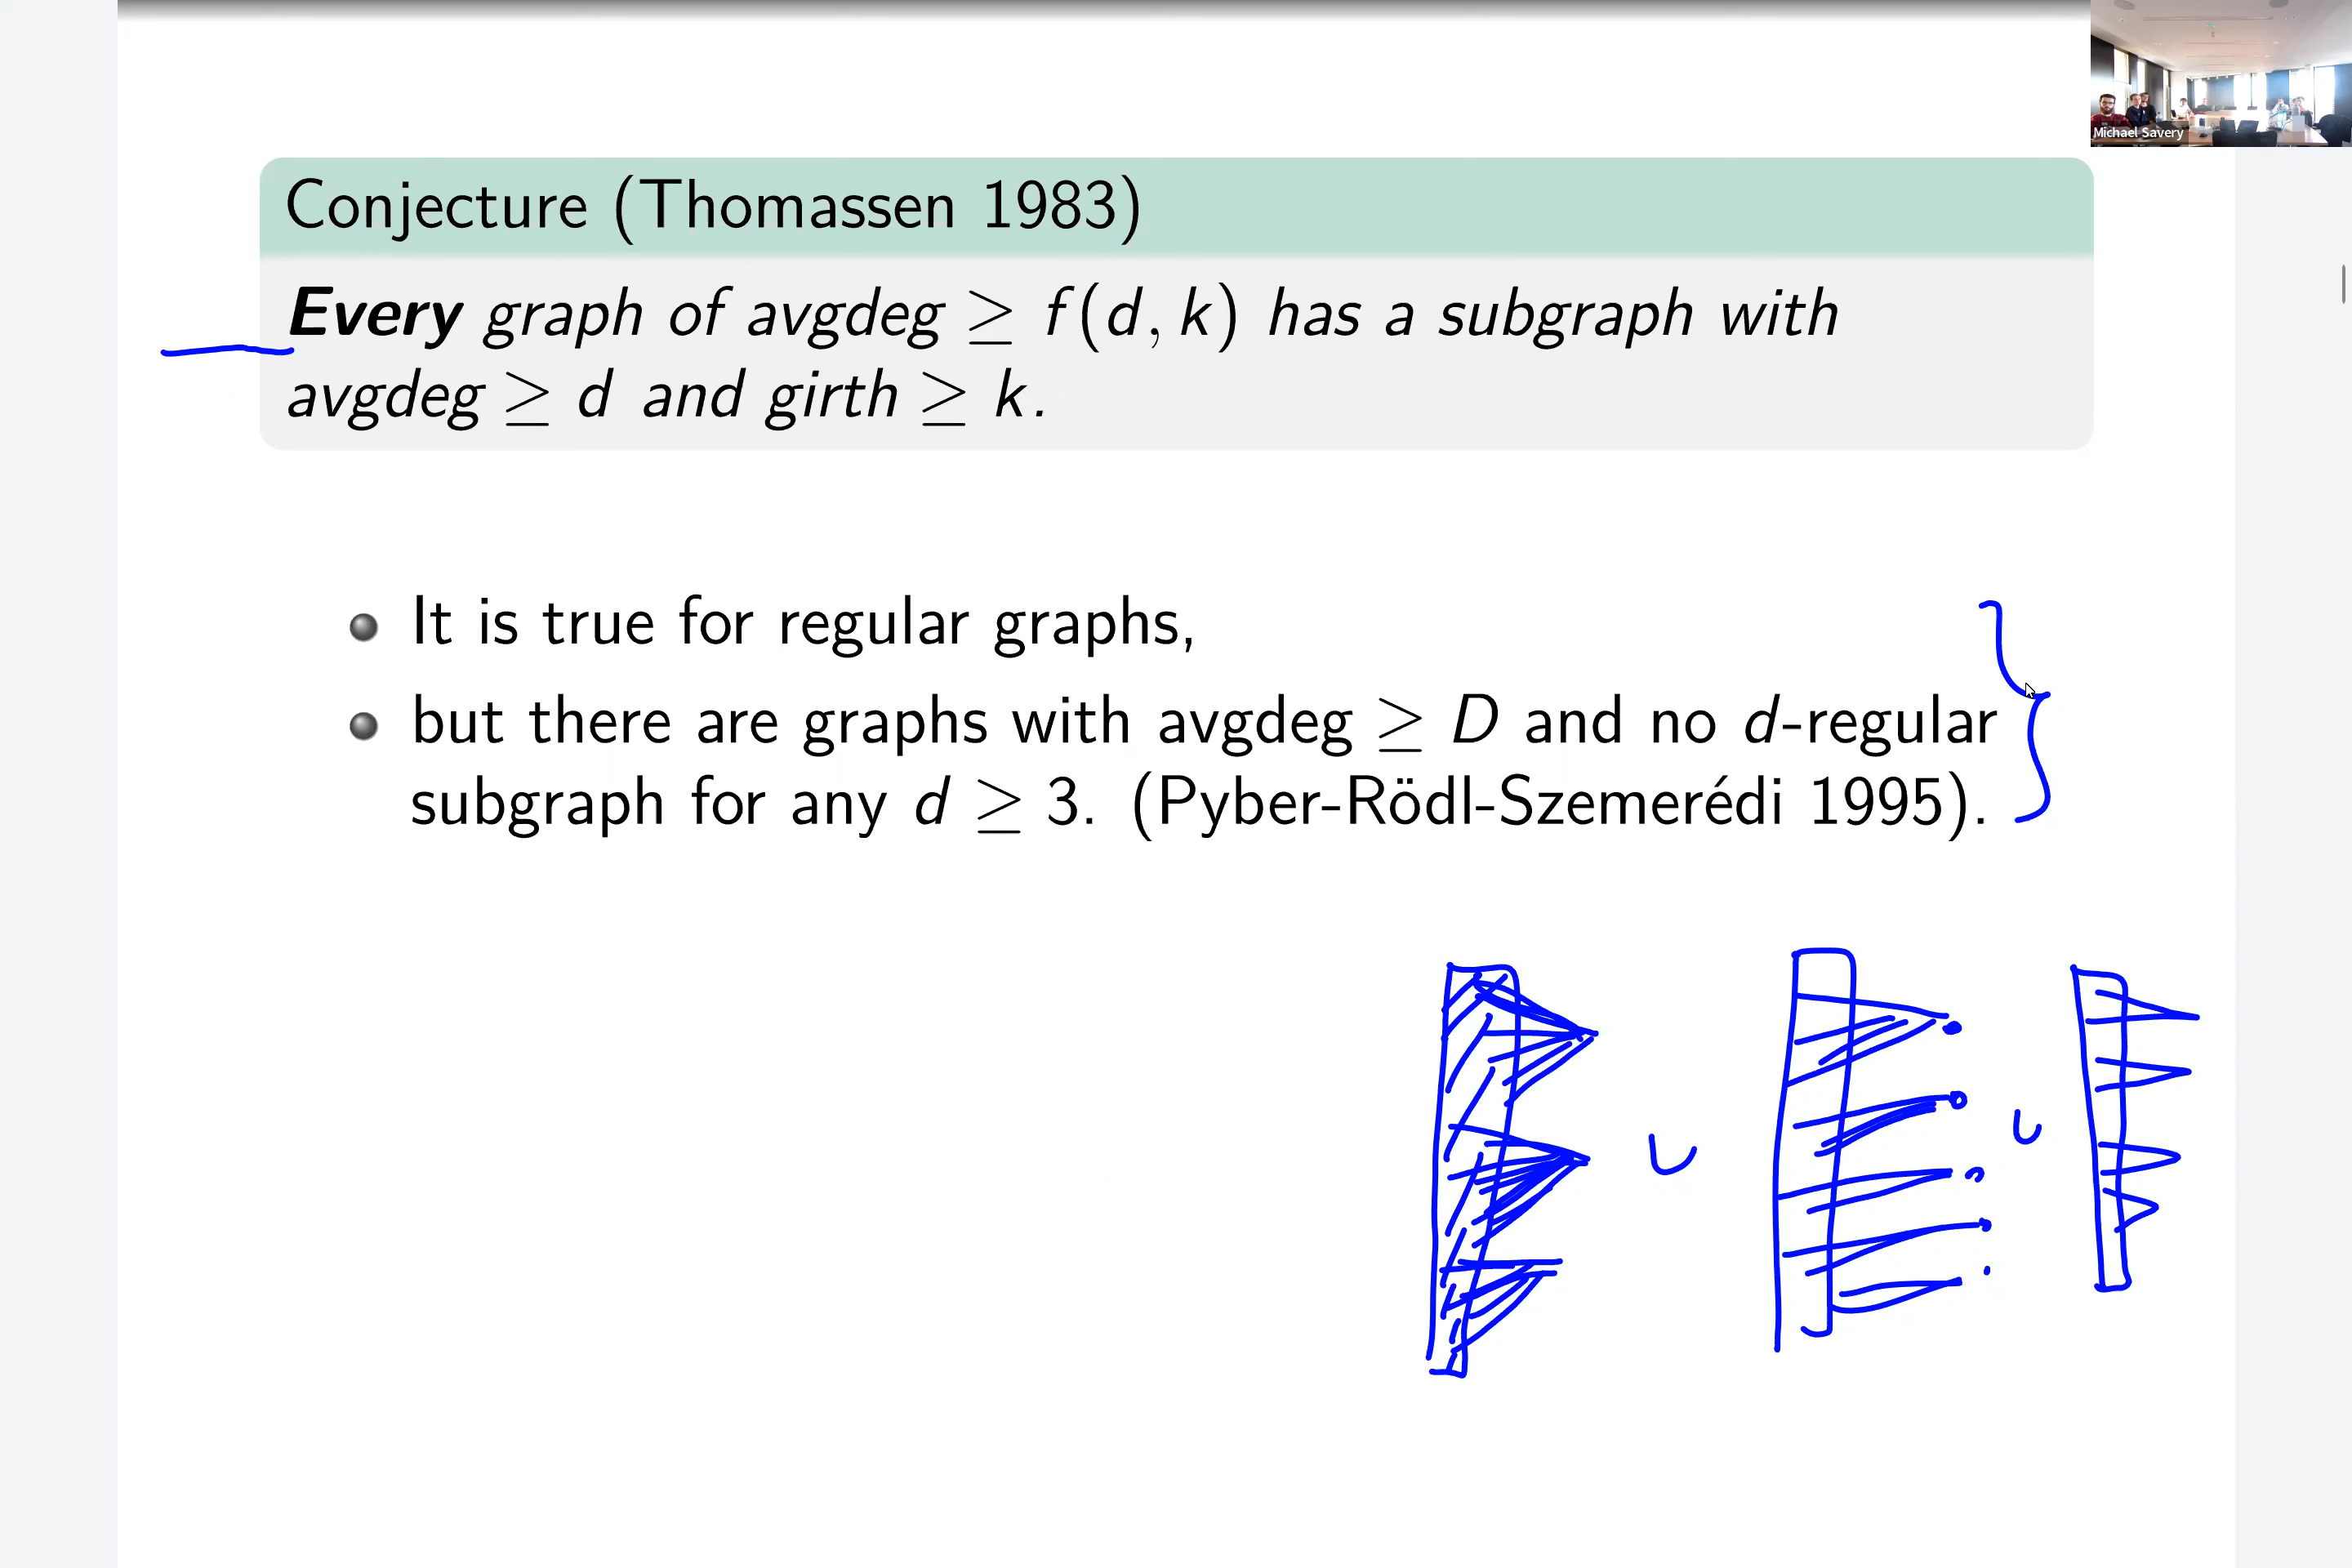 Michael Savery
Conjecture (Thomassen 1983)
Every graph of avgdeg ≥ f(d, k) has a subgraph with
avgdeg ≥ d and girth ≥ k.
It is true for regular graphs,
but there are graphs with avgdeg ≥ D and no d-regular
subgraph for any d ≥ 3. (Pyber-Rödl-Szemerédi 1995).
∪ ∪